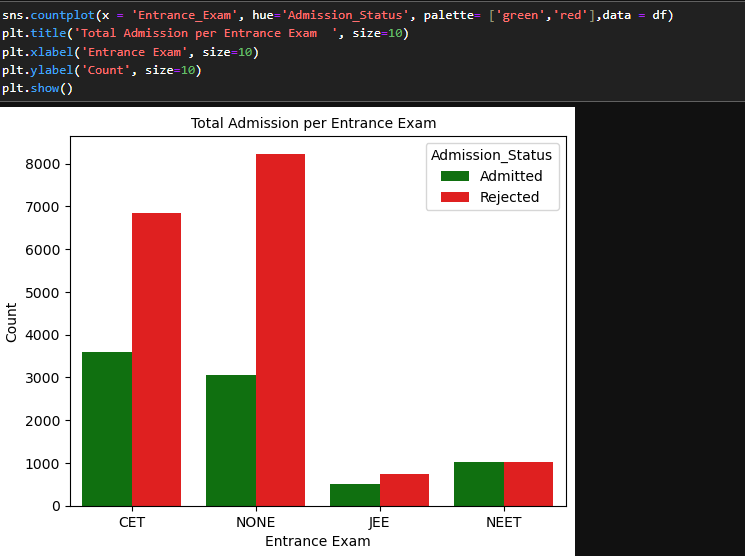 sns.countplot(x = 'Entrance_Exam', hue='Admission_Status', palette= ['green','red'],data = df)
plt.title('Total Admission per Entrance Exam  ', size=10)
plt.xlabel('Entrance Exam', size=10)
plt.ylabel('Count', size=10)
plt.show()
Total Admission per Entrance Exam
Admission_Status
Admitted
Rejected
8000
7000
6000
5000
4000
3000
2000
1000
0
Count
CET NONE JEE NEET
Entrance Exam